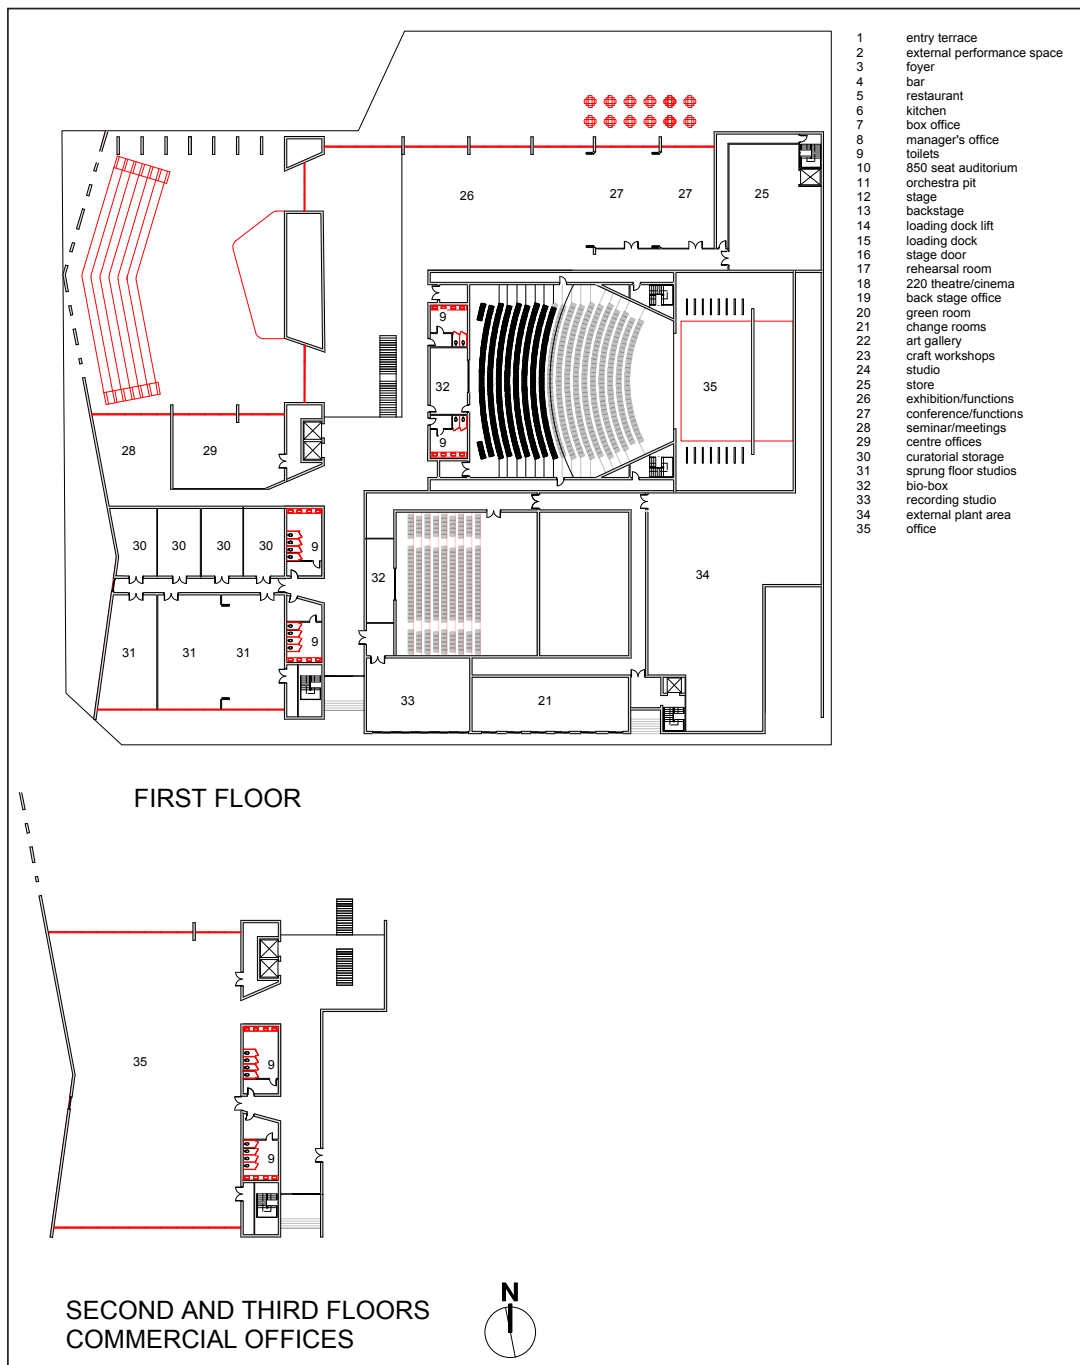 1 entry terrace
2 external performance space
3 foyer
4 bar
5 restaurant
6 kitchen
7 box office
8 manager's office
9 toilets
10 850 seat auditorium
11 orchestra pit
12 stage
13 backstage
14 loading dock lift
15 loading dock
16 stage door
17 rehearsal room
18 220 theatre/cinema
19 back stage office
20 green room
21 change rooms
22 art gallery
23 craft workshops
24 studio
25 store
26 exhibition/functions
27 conference/functions
28 seminar/meetings
29 centre offices
30 curatorial storage
31 sprung floor studios
32 bio-box
33 recording studio
34 external plant area
35 office
26 27 27 25
9
32 35
9
28 29
30 30 30 30 9
32 34
31 31 31 9
33 21
FIRST FLOOR
35 9
9
SECOND AND THIRD FLOORS
COMMERCIAL OFFICES
N